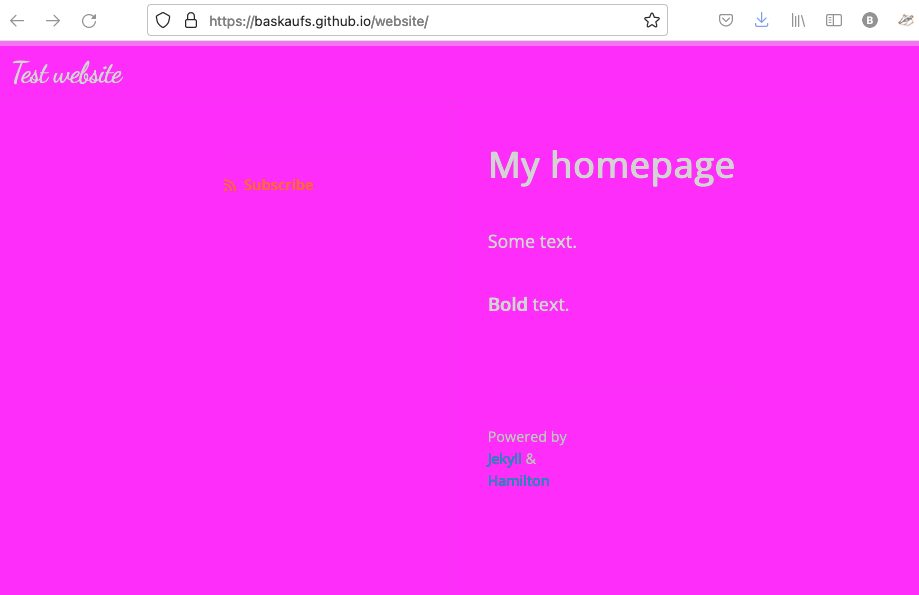 https://baskaufs.github.io/website/
B
Test website
Subscribe
My homepage
Some text.
Bold text.
Powered by
Jekyll &
Hamilton